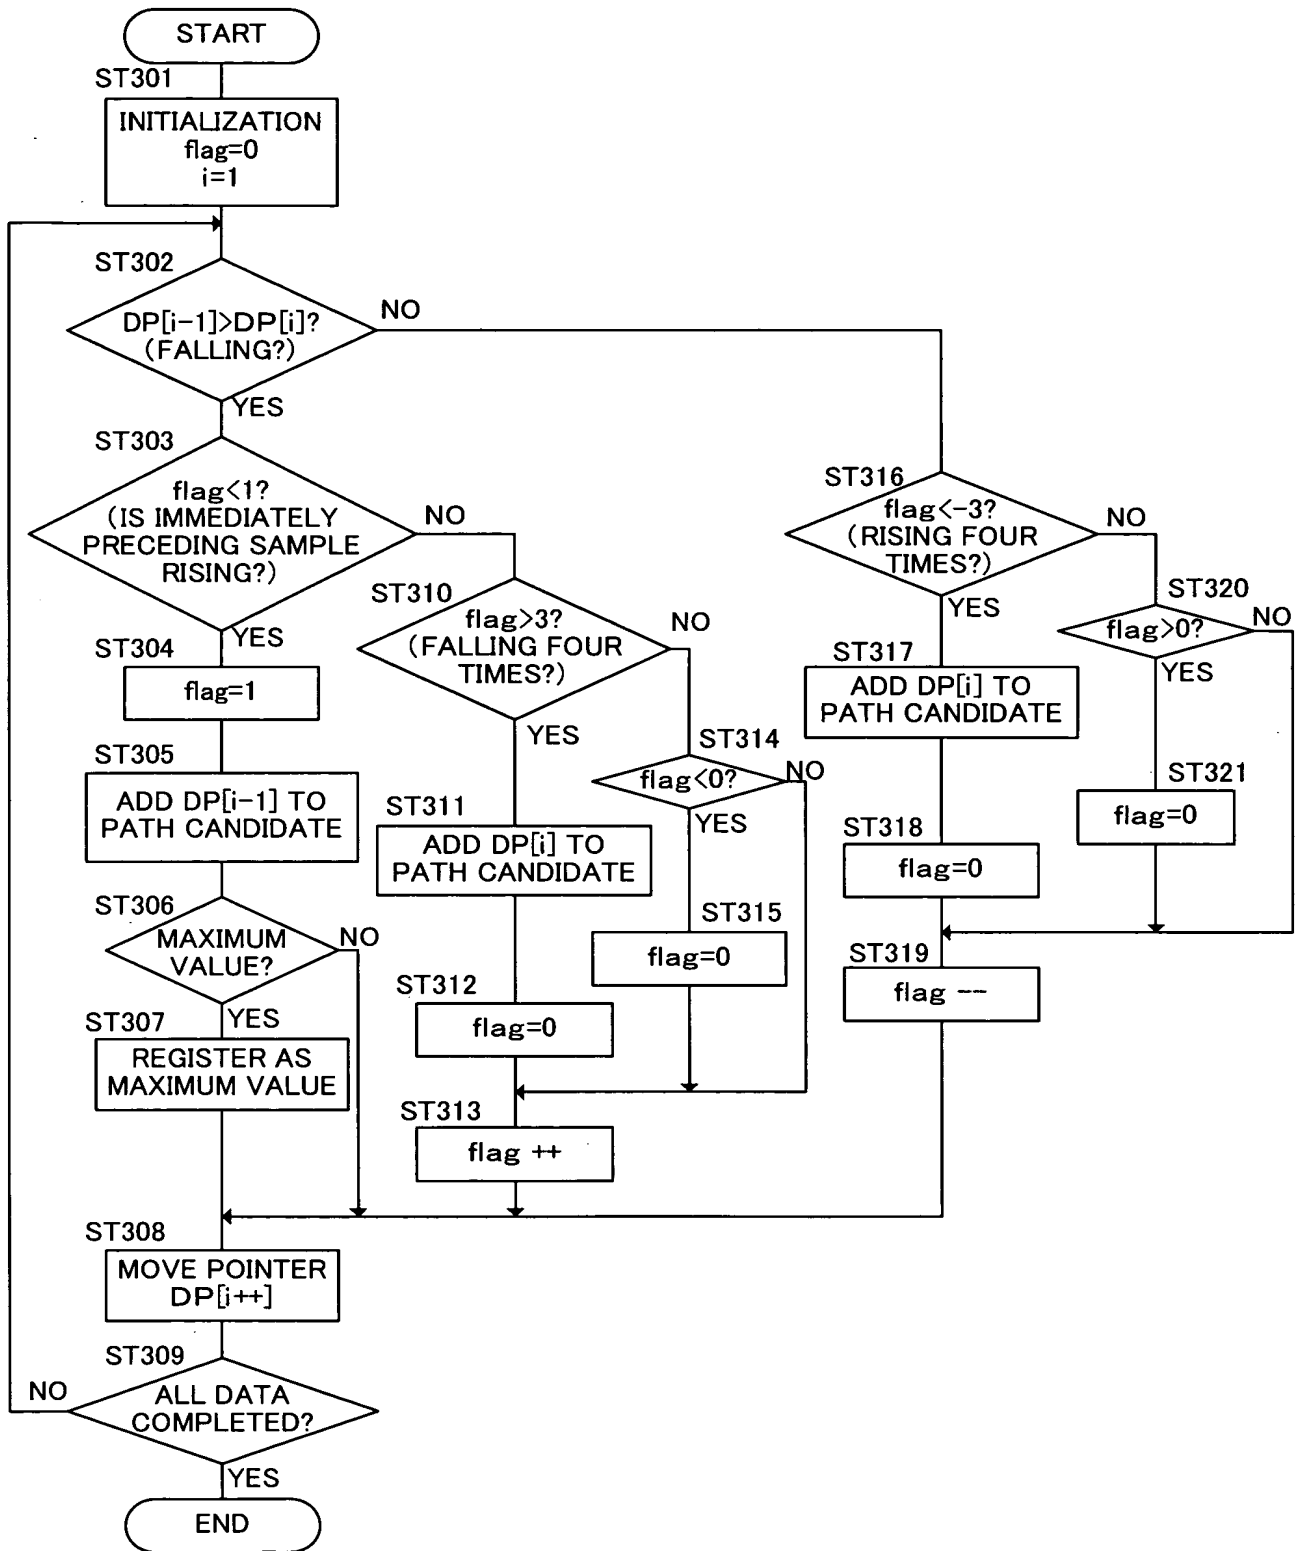 START
ST301
INITIALIZATION
flag=0
i=1
ST302
DP[i-1]>DP[i]?
(FALLING?)
NO
YES
ST303
flag<1?
(IS IMMEDIATELY
PRECEDING SAMPLE
RISING?)
NO
YES
ST304
flag=1
ST305
ADD DP[i-1] TO
PATH CANDIDATE
ST306
MAXIMUM
VALUE?
NO
YES
ST307
REGISTER AS
MAXIMUM VALUE
ST308
MOVE POINTER
DP[i++]
ST309
ALL DATA
COMPLETED?
NO
YES
END
ST310
flag>3?
(FALLING FOUR
TIMES?)
NO
YES
ST311
ADD DP[i] TO
PATH CANDIDATE
ST312
flag=0
ST313
flag ++
ST314
flag<0?
NO
YES
ST315
flag=0
ST316
flag<-3?
(RISING FOUR
TIMES?)
NO
YES
ST317
ADD DP[i] TO
PATH CANDIDATE
ST318
flag=0
ST319
flag --
ST320
flag>0?
NO
YES
ST321
flag=0